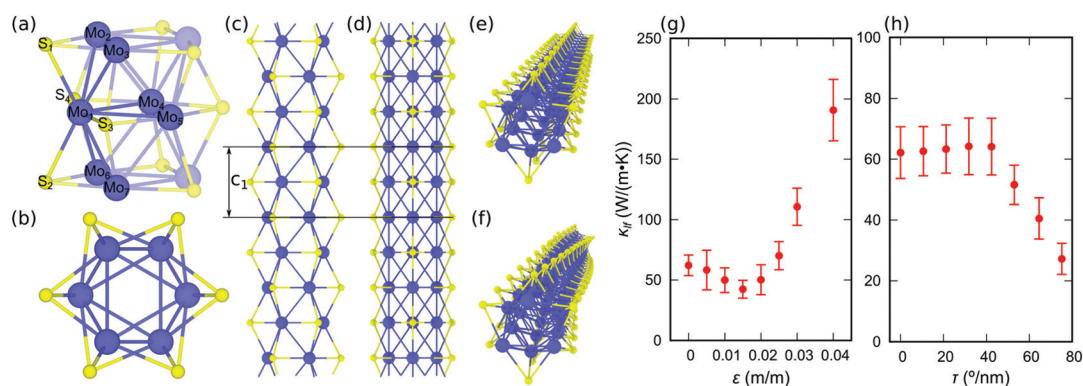 (a)
Mo2
S1
Mo3
S4
Mo4
Mo1
S3
Mo5
Mo6
S2
Mo7
(b)
(c)
(d)
c1
(e)
(f)
(g)
250
200
150
100
50
0
κlf (W/(m•K))
0 0.01 0.02 0.03 0.04
ε (m/m)
(h)
100
80
60
40
20
0
0 20 40 60 80
τ (º/nm)